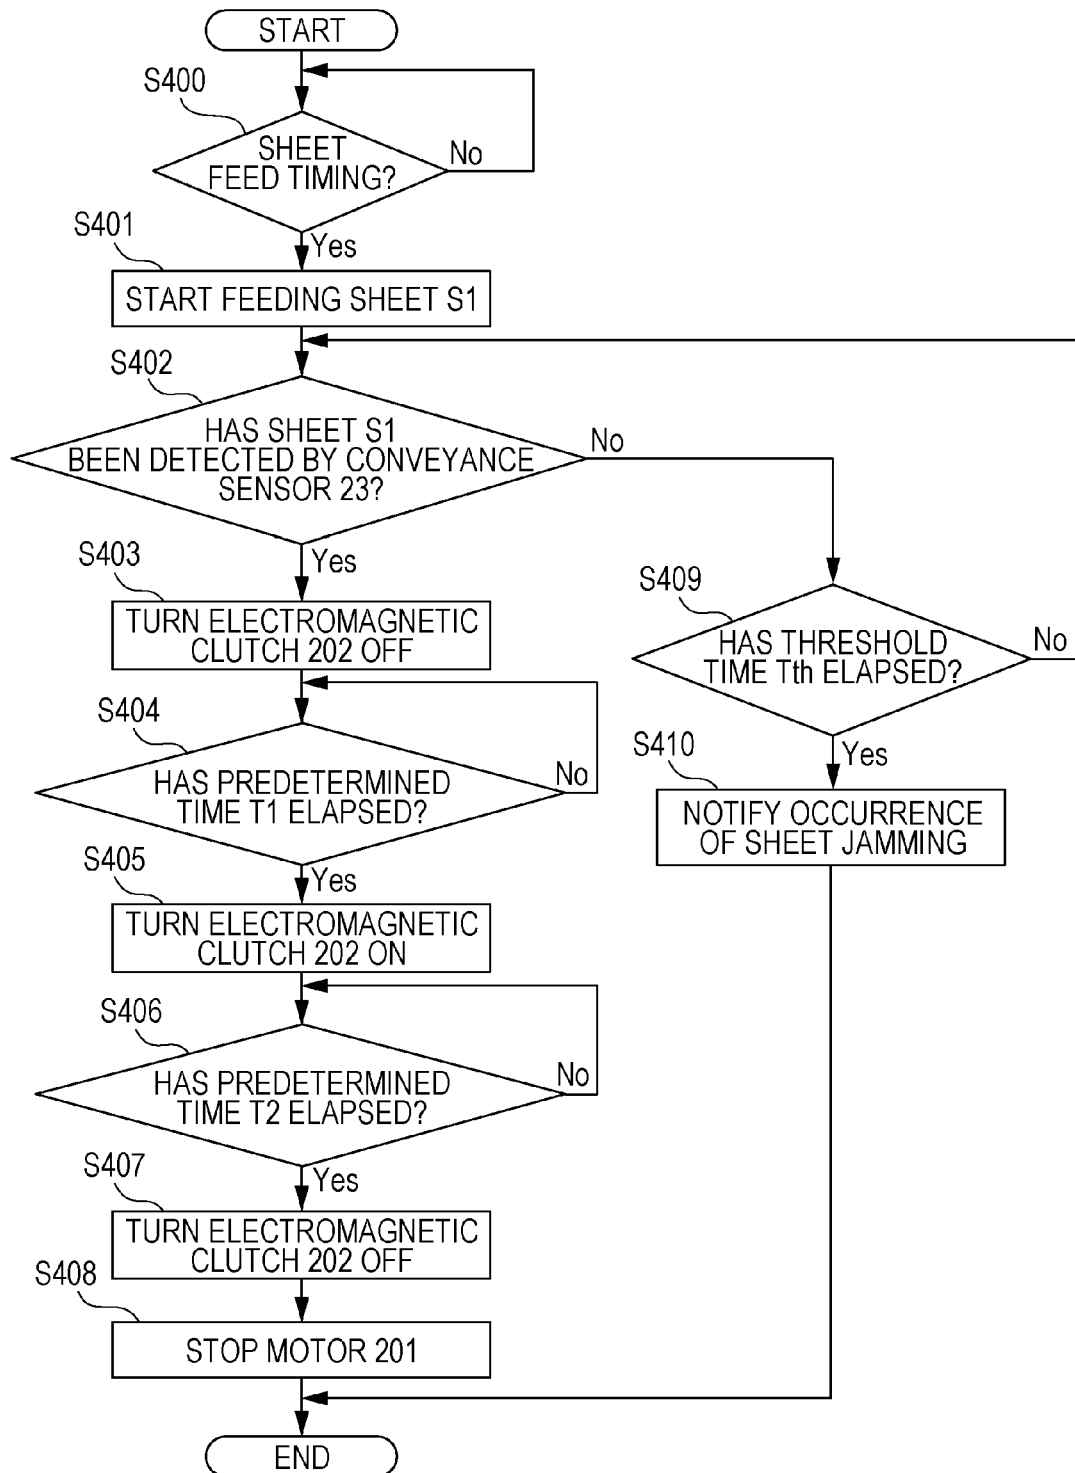 START
S400
SHEET
FEED TIMING?
No
Yes
S401
START FEEDING SHEET S1
S402
HAS SHEET S1
BEEN DETECTED BY CONVEYANCE
SENSOR 23?
No
Yes
S403
TURN ELECTROMAGNETIC
CLUTCH 202 OFF
S409
HAS THRESHOLD
TIME Tth ELAPSED?
No
Yes
S404
HAS PREDETERMINED
TIME T1 ELAPSED?
No
Yes
S410
NOTIFY OCCURRENCE
OF SHEET JAMMING
S405
TURN ELECTROMAGNETIC
CLUTCH 202 ON
S406
HAS PREDETERMINED
TIME T2 ELAPSED?
No
Yes
S407
TURN ELECTROMAGNETIC
CLUTCH 202 OFF
S408
STOP MOTOR 201
END